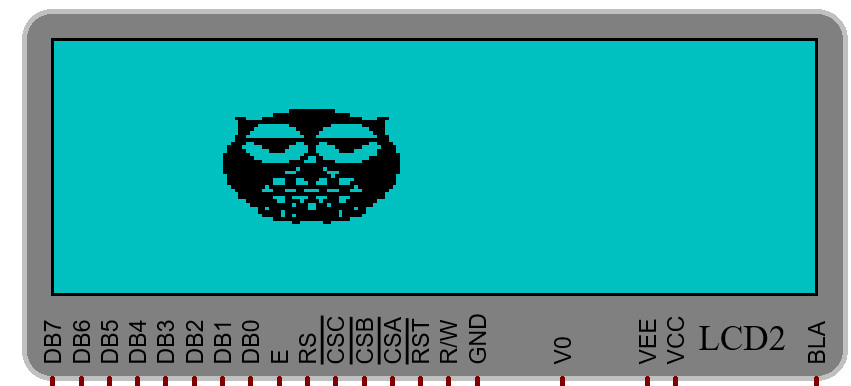 DB7 DB6 DB5 DB4 DB3 DB2 DB1 DB0 E RS CSC CSB CSA RST R/W GND V0 VEE VCC LCD2 BLA